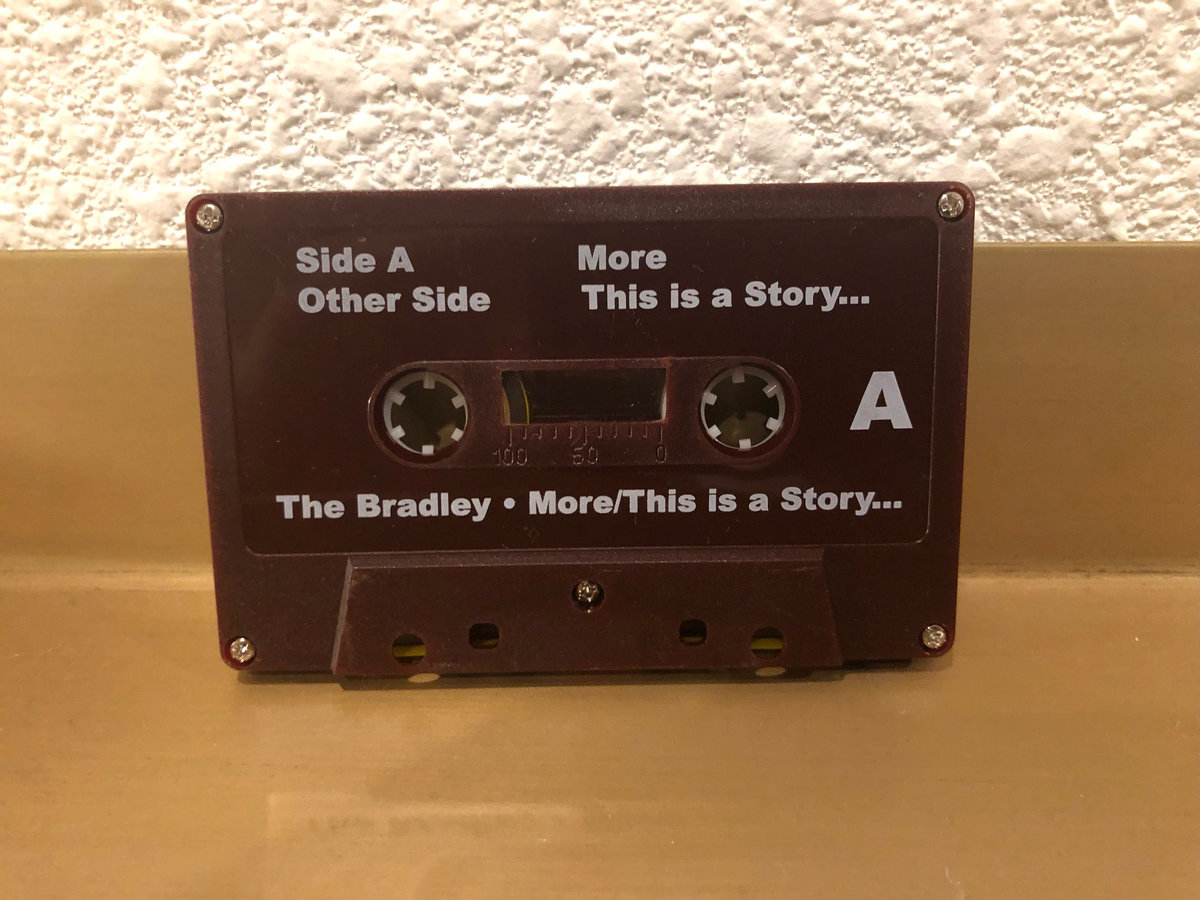 Side A More
Other Side This is a Story...
A
100 50 0
The Bradley • More/This is a Story...